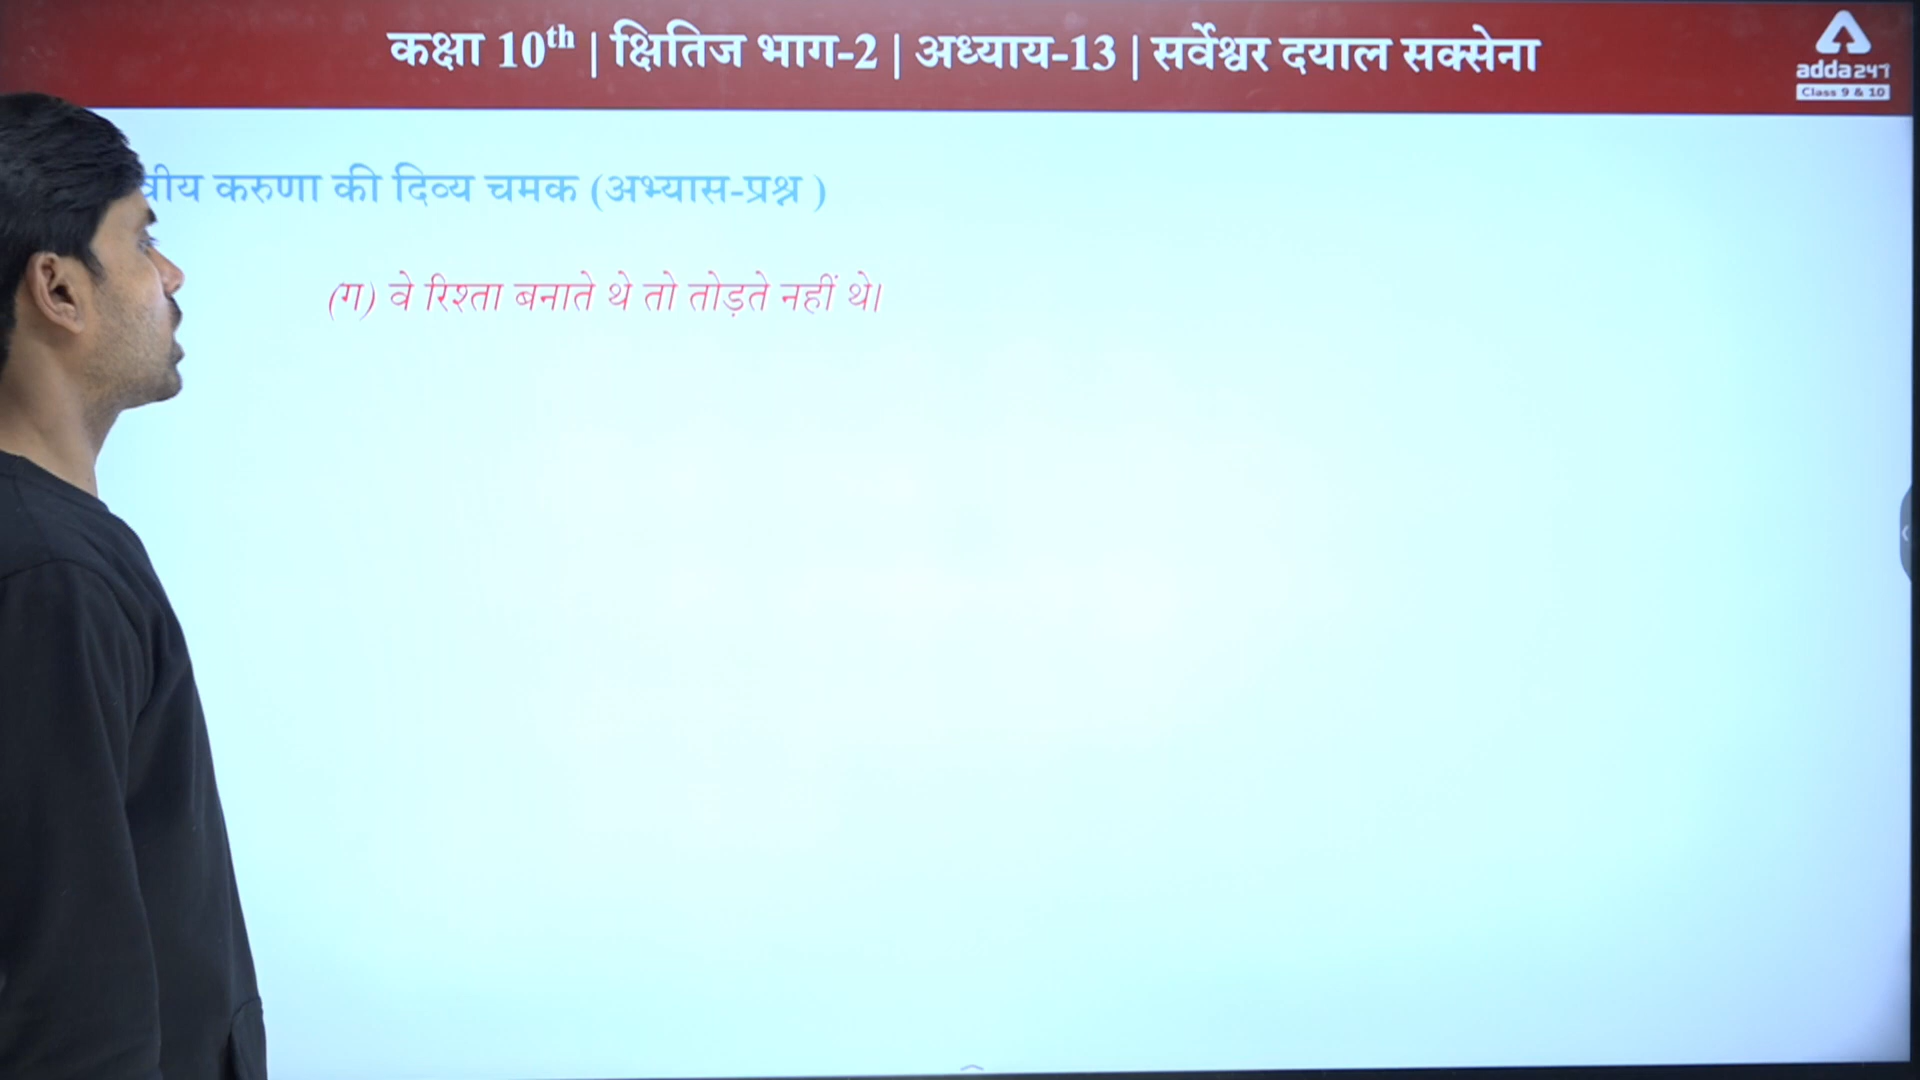 कक्षा 10th | क्षितिज भाग-2 | अध्याय-13 | सर्वेश्वर दयाल सक्सेना
adda247
Class 9 & 10
करुणा की दिव्य चमक (अभ्यास-प्रश्न )
(ग) वे रिश्ता बनाते थे तो तोड़ते नहीं थे।